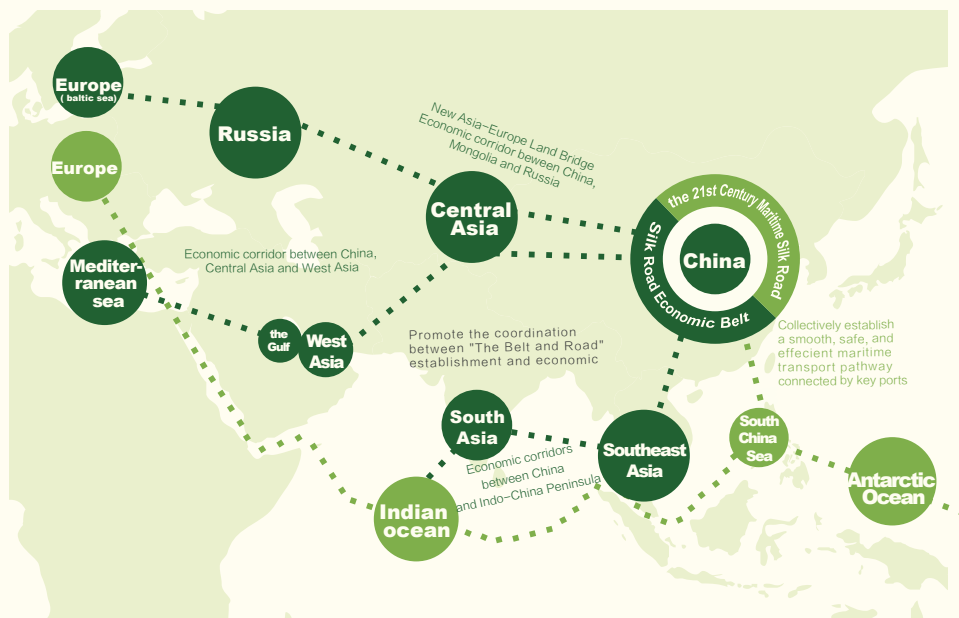 Europe
( baltic sea)
Russia
Europe
New Asia-Europe Land Bridge
Economic corridor beween China,
Mongolia and Russia
Central
Asia
the 21st Century Maritime Silk Road
Silk Road Economic Belt
China
Economic corridor between China,
Central Asia and West Asia
Mediter-
ranean
sea
the
Gulf
West
Asia
Promote the coordination
between "The Belt and Road"
establishment and economic
Collectively establish
a smooth, safe, and
effecient maritime
transport pathway
connected by key ports
South
Asia
Southeast
Asia
South
China
Sea
Economic corridors
between China
and Indo-China Peninsula
Indian
ocean
Antarctic
Ocean